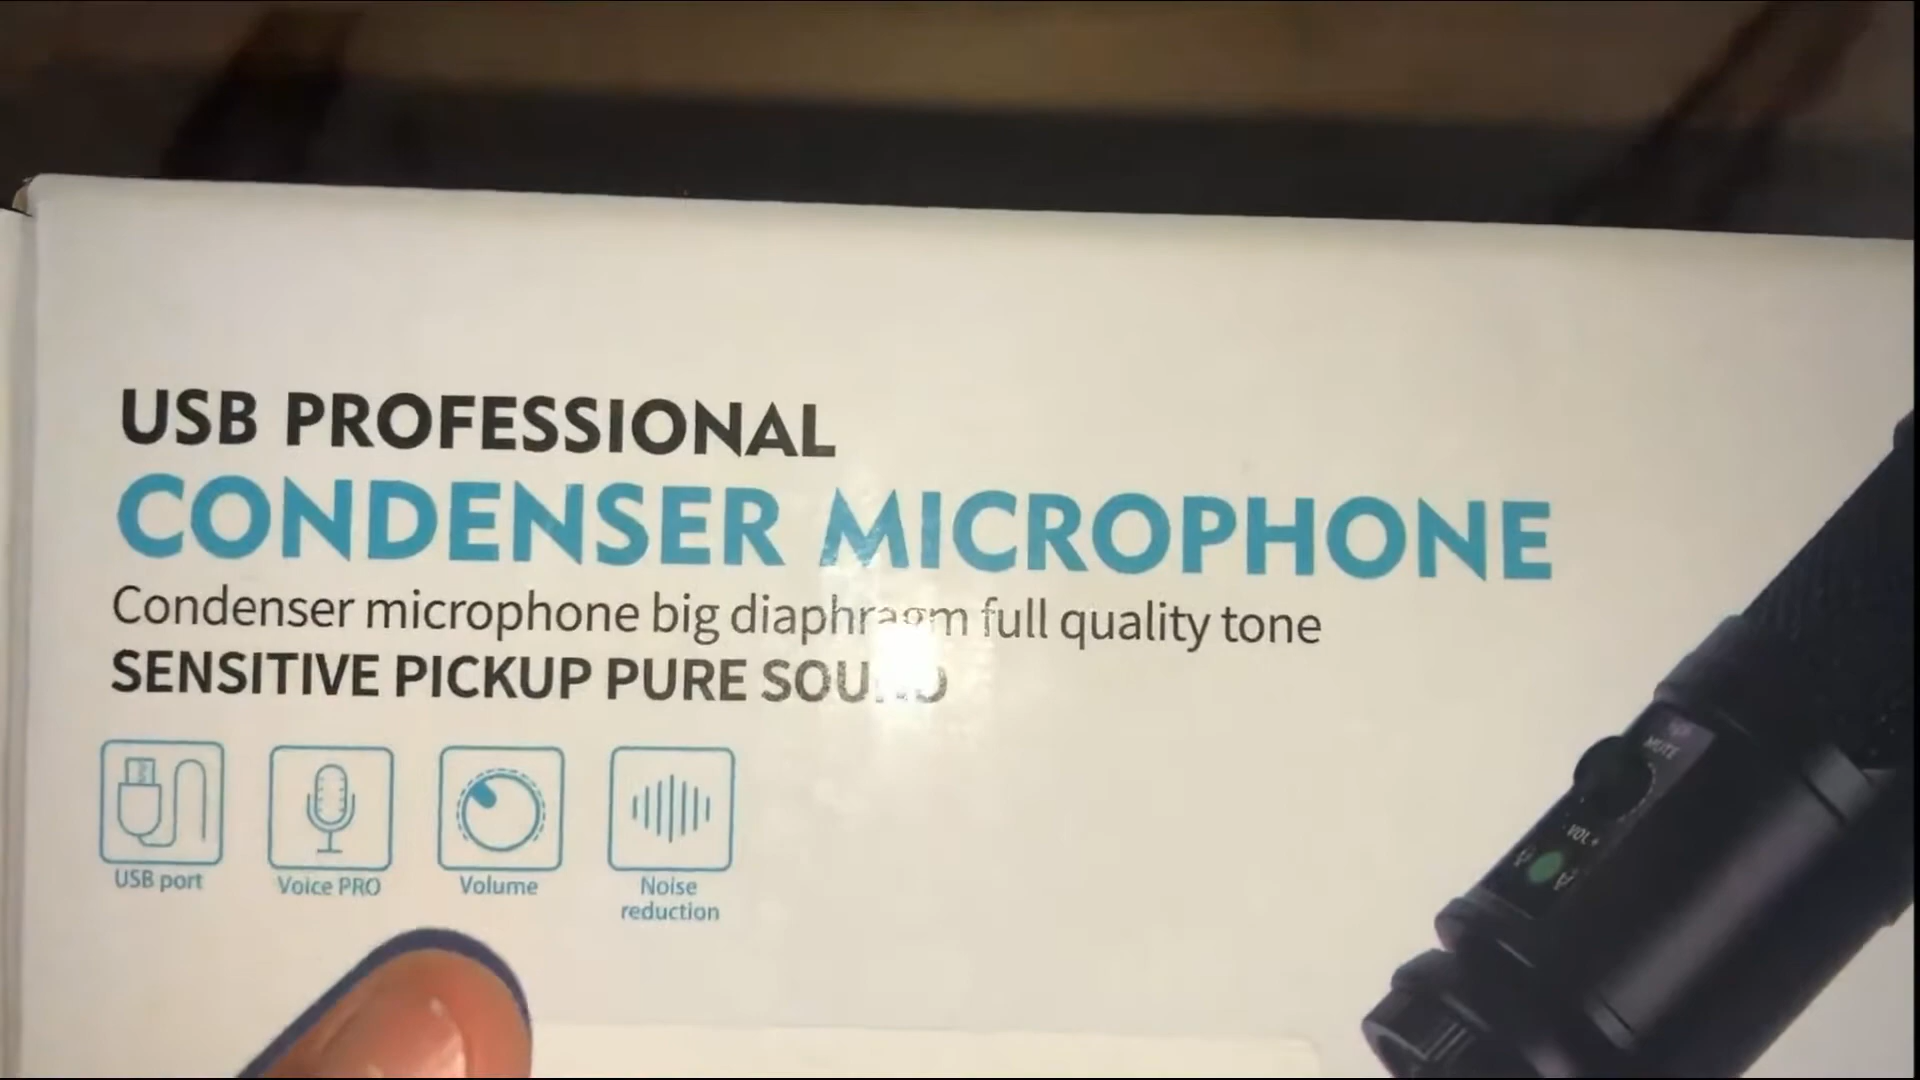 USB PROFESSIONAL
CONDENSER MICROPHONE
Condenser microphone big diaphragm full quality tone
SENSITIVE PICKUP PURE SOUND
USB port
Voice PRO
Volume
Noise
reduction
MUTE
VOL +